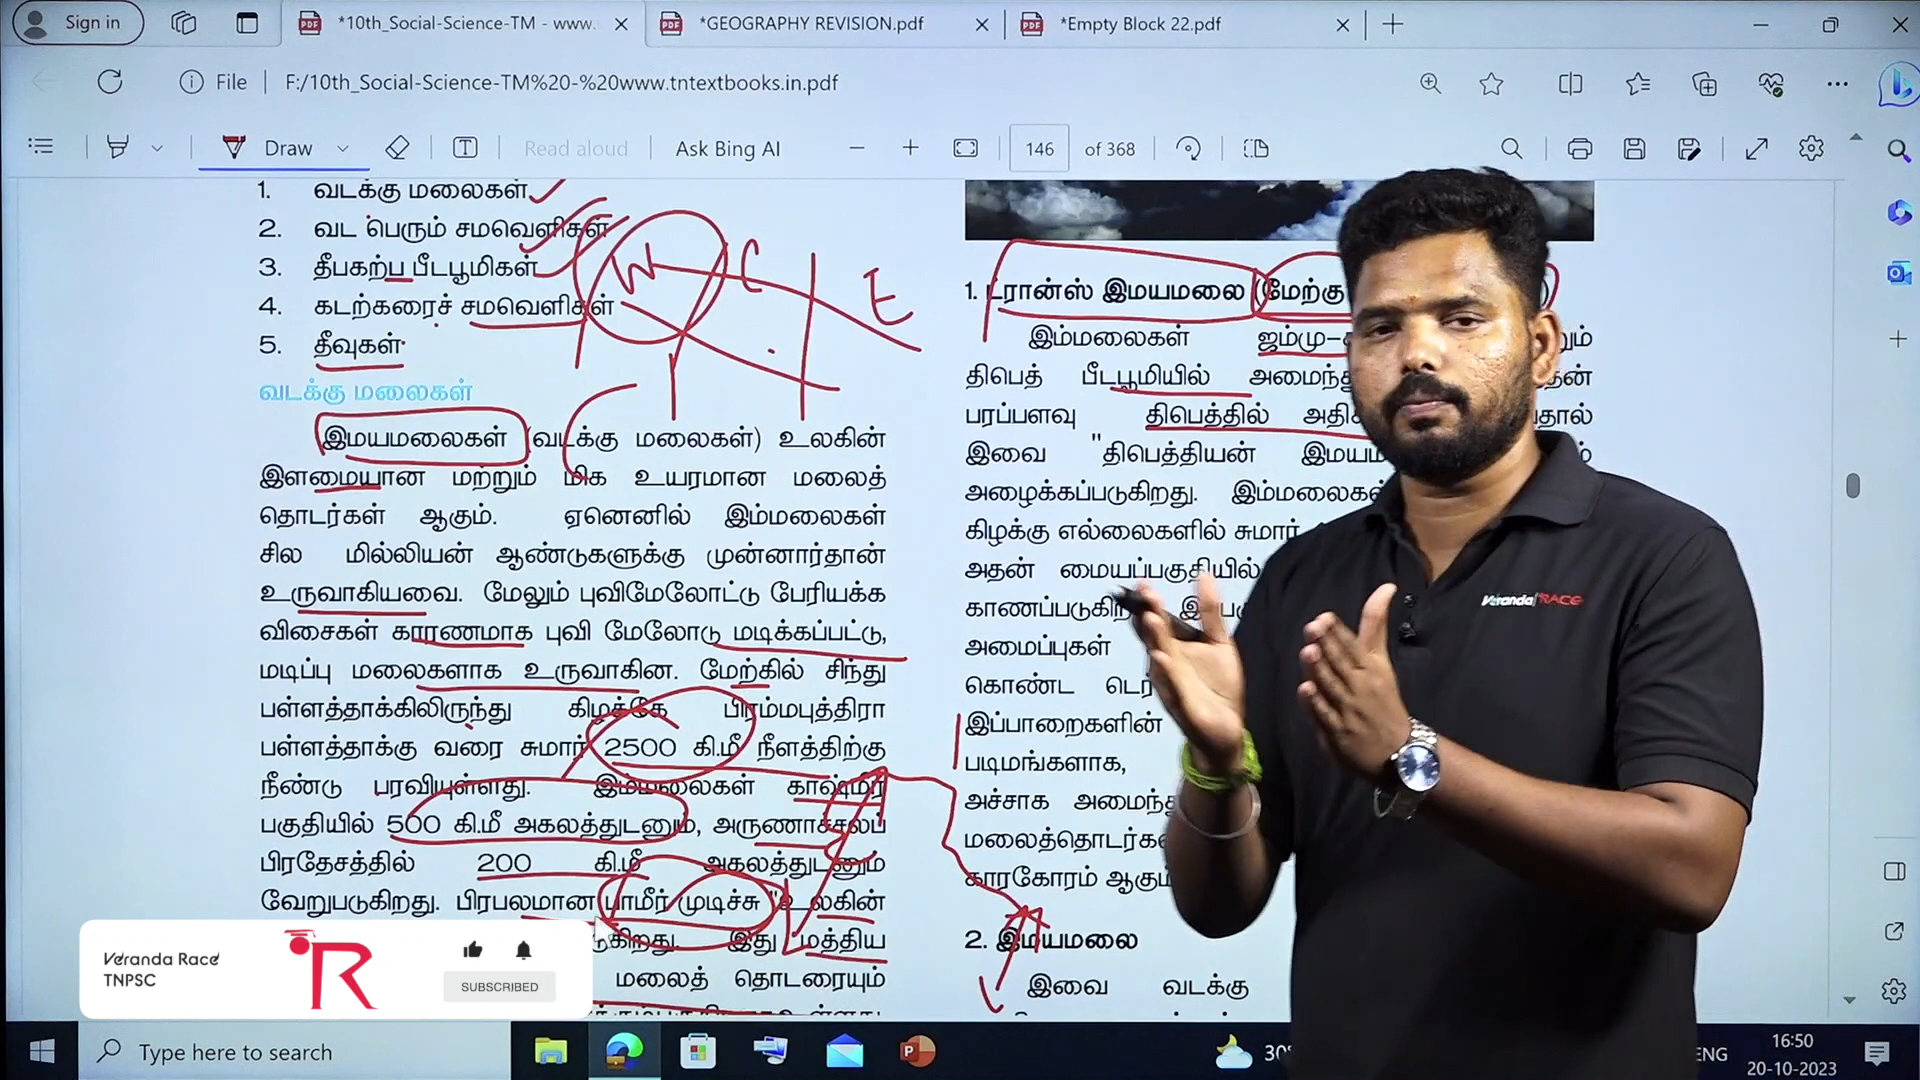 Sign in
*10th_Social-Science-TM - www.
*GEOGRAPHY REVISION.pdf
*Empty Block 22.pdf
File
F:/10th_Social-Science-TM%20-%20www.tntextbooks.in.pdf
Draw
Read aloud
Ask Bing AI
146 of 368
1. வடக்கு மலைகள்
2. வட பெரும் சமவெளிகள்
3. தீபகற்ப பீடபூமிகள்
4. கடற்கரைச் சமவெளிகள்
5. தீவுகள்
W C E
வடக்கு மலைகள்
இமயமலைகள் (வடக்கு மலைகள்) உலகின்
இளமையான மற்றும் மிக உயரமான மலைத்
தொடர்கள் ஆகும். ஏனெனில் இம்மலைகள்
சில மில்லியன் ஆண்டுகளுக்கு முன்னார்தான்
உருவாகியவை. மேலும் புவிமேலோட்டு பேரியக்க
விசைகள் காரணமாக புவி மேலோடு மடிக்கப்பட்டு,
மடிப்பு மலைகளாக உருவாகின. மேற்கில் சிந்து
பள்ளத்தாக்கிலிருந்து கிழக்கே பிரம்மபுத்திரா
பள்ளத்தாக்கு வரை சுமார் 2500 கி.மீ நீளத்திற்கு
நீண்டு பரவியுள்ளது. இம்மலைகள் காஷ்மீர்
பகுதியில் 500 கி.மீ அகலத்துடனும், அருணாச்சலப்
பிரதேசத்தில் 200 கி.மீ அகலத்துடனும்
வேறுபடுகிறது. பிரபலமான பாமீர் முடிச்சு "உலகின்
இது மத்திய
மலைத் தொடரையும்
1. ட்ரான்ஸ் இமயமலை (மேற்கு
இம்மலைகள் ஜம்மு–
திபெத் பீடபூமியில்
பரப்பளவு திபெத்தில்
இவை "திபெத்தியன்
அழைக்கப்படுகிறது.
கிழக்கு எல்லைகளில் சுமார்
அதன் மையப்பகுதியில்
அமைப்புகள்
கொண்ட
இப்பாறைகளின்
படிமங்களாக,
அச்சாக
காரகோரம் ஆகும்
2. இமயமலை
இவை வடக்கு
Veranda RACE
Veranda Race
TNPSC
R
SUBSCRIBED
Type here to search
ENG
16:50
20-10-2023